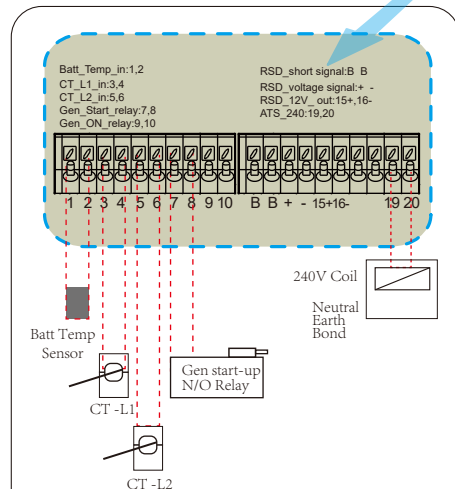 Batt_Temp_in:1,2
CT_L1_in:3,4
CT_L2_in:5,6
Gen_Start_relay:7,8
Gen_ON_relay:9,10
RSD_short signal:B B
RSD_voltage signal:+ -
RSD_12V_ out:15+,16-
ATS_240:19,20
1 2 3 4 5 6 7 8 9 10 B B + - 15+16- 19 20
240V Coil
Neutral
Earth
Bond
Batt Temp
Sensor
Gen start-up
N/O Relay
CT -L1
CT -L2